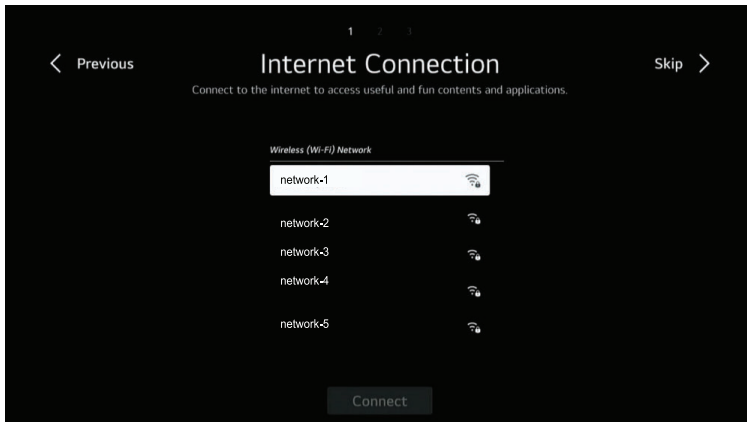 1 2 3
Previous
Internet Connection
Skip
Connect to the internet to access useful and fun contents and applications.
Wireless (Wi-Fi) Network
network-1
network-2
network-3
network-4
network-5
Connect